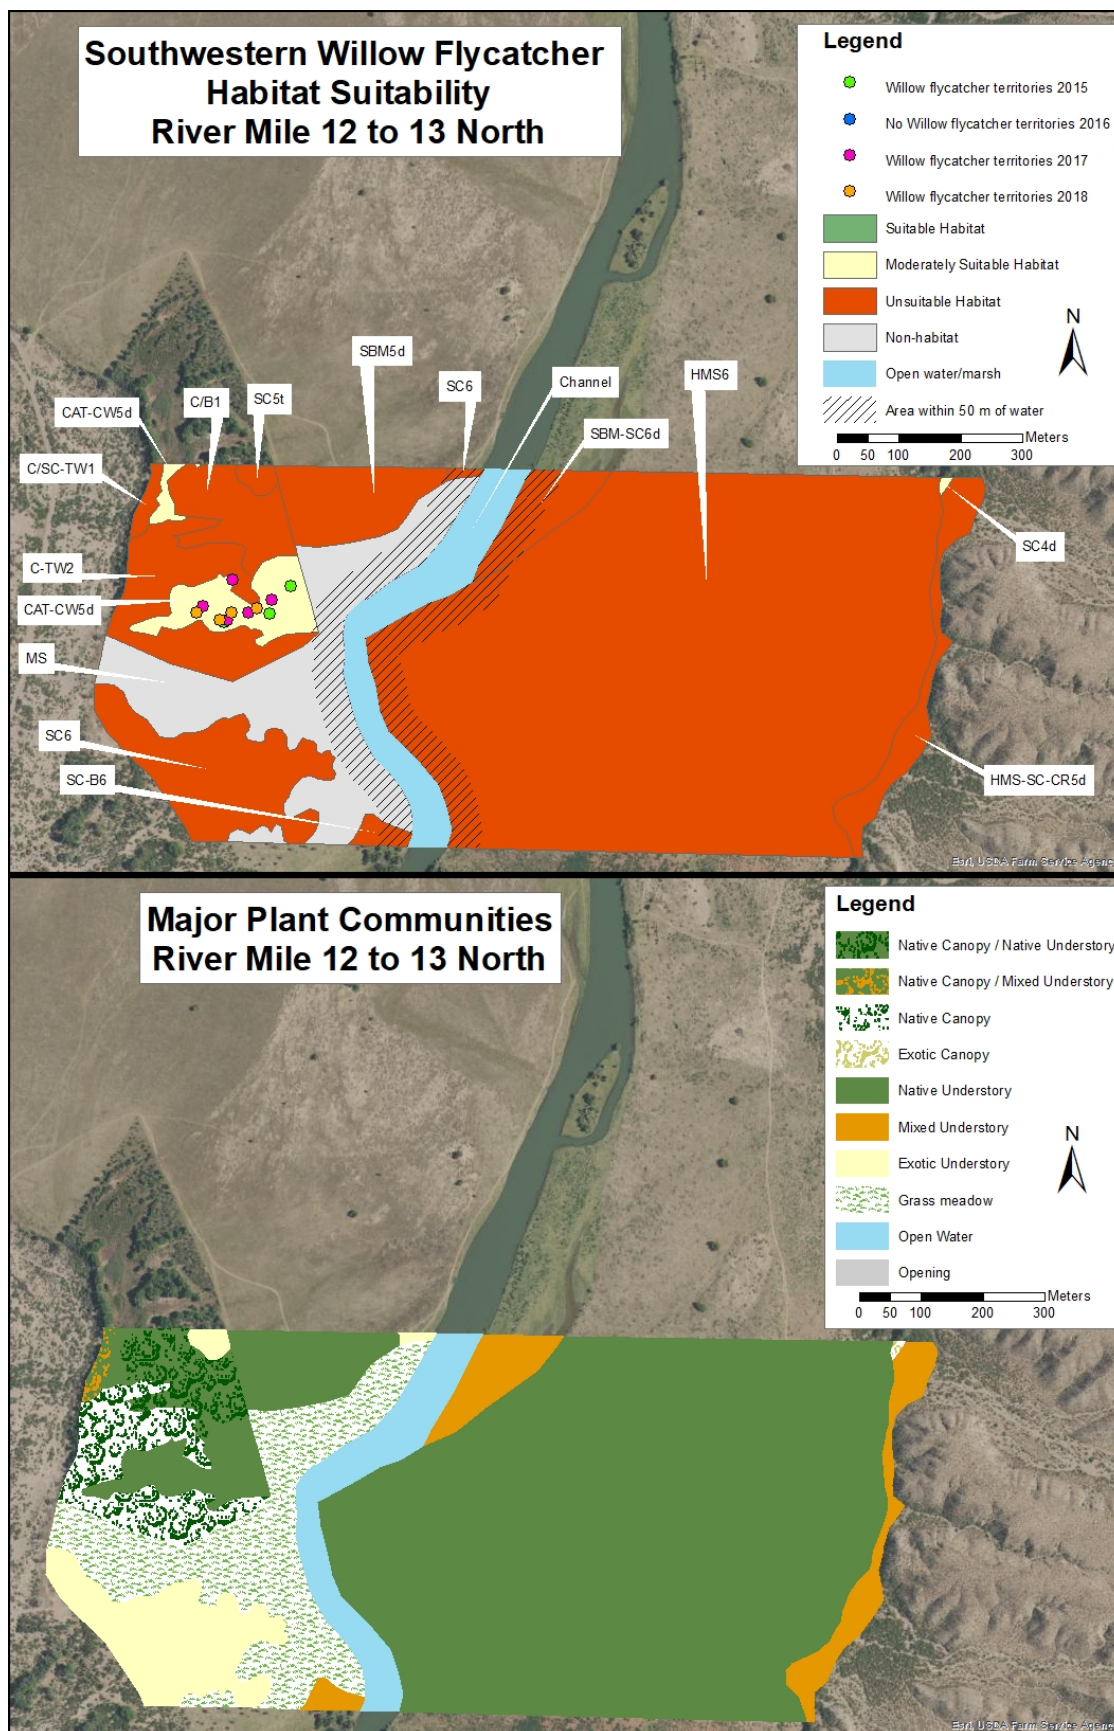 Southwestern Willow Flycatcher
Habitat Suitability
River Mile 12 to 13 North
Legend
Willow flycatcher territories 2015
No Willow flycatcher territories 2016
Willow flycatcher territories 2017
Willow flycatcher territories 2018
Suitable Habitat
Moderately Suitable Habitat
Unsuitable Habitat
Non-habitat
Open water/marsh
Area within 50 m of water
N
Meters
0 50 100 200 300
SBM5d
SC6
Channel
HMS6
C/B1
SC5t
CAT-CW5d
SBM-SC6d
C/SC-TW1
SC4d
C-TW2
CAT-CW5d
MS
SC6
SC-B6
HMS-SC-CR5d
Esri, USDA Farm Service Agency
Major Plant Communities
River Mile 12 to 13 North
Legend
Native Canopy / Native Understory
Native Canopy / Mixed Understory
Native Canopy
Exotic Canopy
Native Understory
Mixed Understory
Exotic Understory
Grass meadow
Open Water
Opening
N
Meters
0 50 100 200 300
Esri, USDA Farm Service Agency